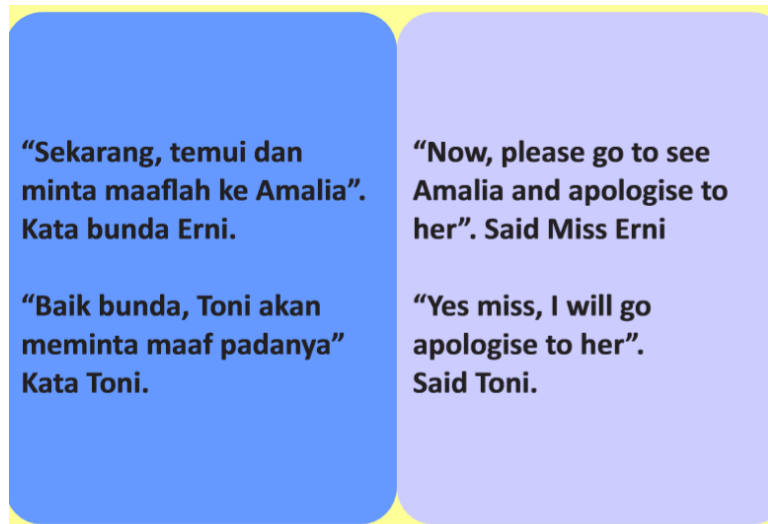 “Sekarang, temui dan
minta maaflah ke Amalia”.
Kata bunda Erni.
“Baik bunda, Toni akan
meminta maaf padanya”
Kata Toni.
“Now, please go to see
Amalia and apologise to
her”. Said Miss Erni
“Yes miss, I will go
apologise to her”.
Said Toni.